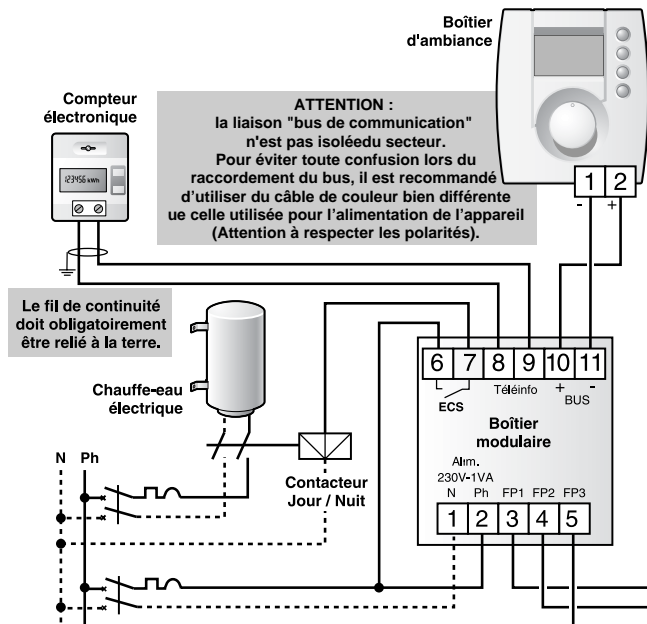 Boîtier
d'ambiance
Compteur
électronique
123456 kWh
ATTENTION :
la liaison "bus de communication"
n'est pas isoléedu secteur.
Pour éviter toute confusion lors du
raccordement du bus, il est recommandé
d'utiliser du câble de couleur bien différente
ue celle utilisée pour l'alimentation de l'appareil
(Attention à respecter les polarités).
1 2
- +
Le fil de continuité
doit obligatoirement
être relié à la terre.
Chauffe-eau
électrique
6 7 8 9 10 11
ECS Téléinfo + BUS -
Boîtier
modulaire
Contacteur
Jour / Nuit
N Ph
Alim.
230V-1VA
N Ph FP1 FP2 FP3
1 2 3 4 5